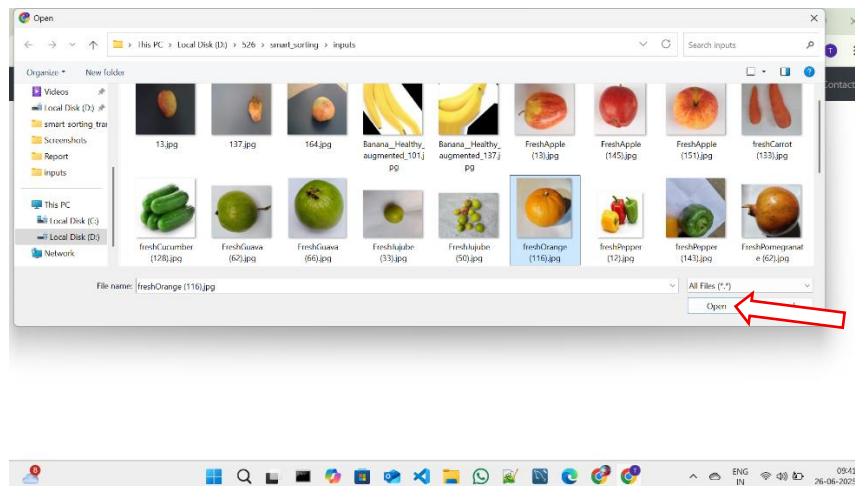 Open
This PC > Local Disk (D:) > 526 > smart_sorting > inputs
Search inputs
Organize
New folder
Contact
Videos
Local Disk (D:)
smart sorting_trai
Screenshots
Report
inputs
This PC
Local Disk (C:)
Local Disk (D:)
Network
13.jpg
137.jpg
164.jpg
Banana__Healthy_
augmented_101.j
pg
Banana__Healthy_
augmented_137.j
pg
FreshApple
(13).jpg
FreshApple
(145).jpg
FreshApple
(151).jpg
freshCarrot
(133).jpg
freshCucumber
(128).jpg
FreshGuava
(62).jpg
FreshGuava
(66).jpg
FreshJujube
(33).jpg
FreshJujube
(50).jpg
freshOrange
(116).jpg
freshPepper
(12).jpg
freshPepper
(143).jpg
FreshPomegranat
e (62).jpg
File name:
freshOrange (116).jpg
All Files (*.*)
Open
8
ENG
IN
09:41
26-06-2025